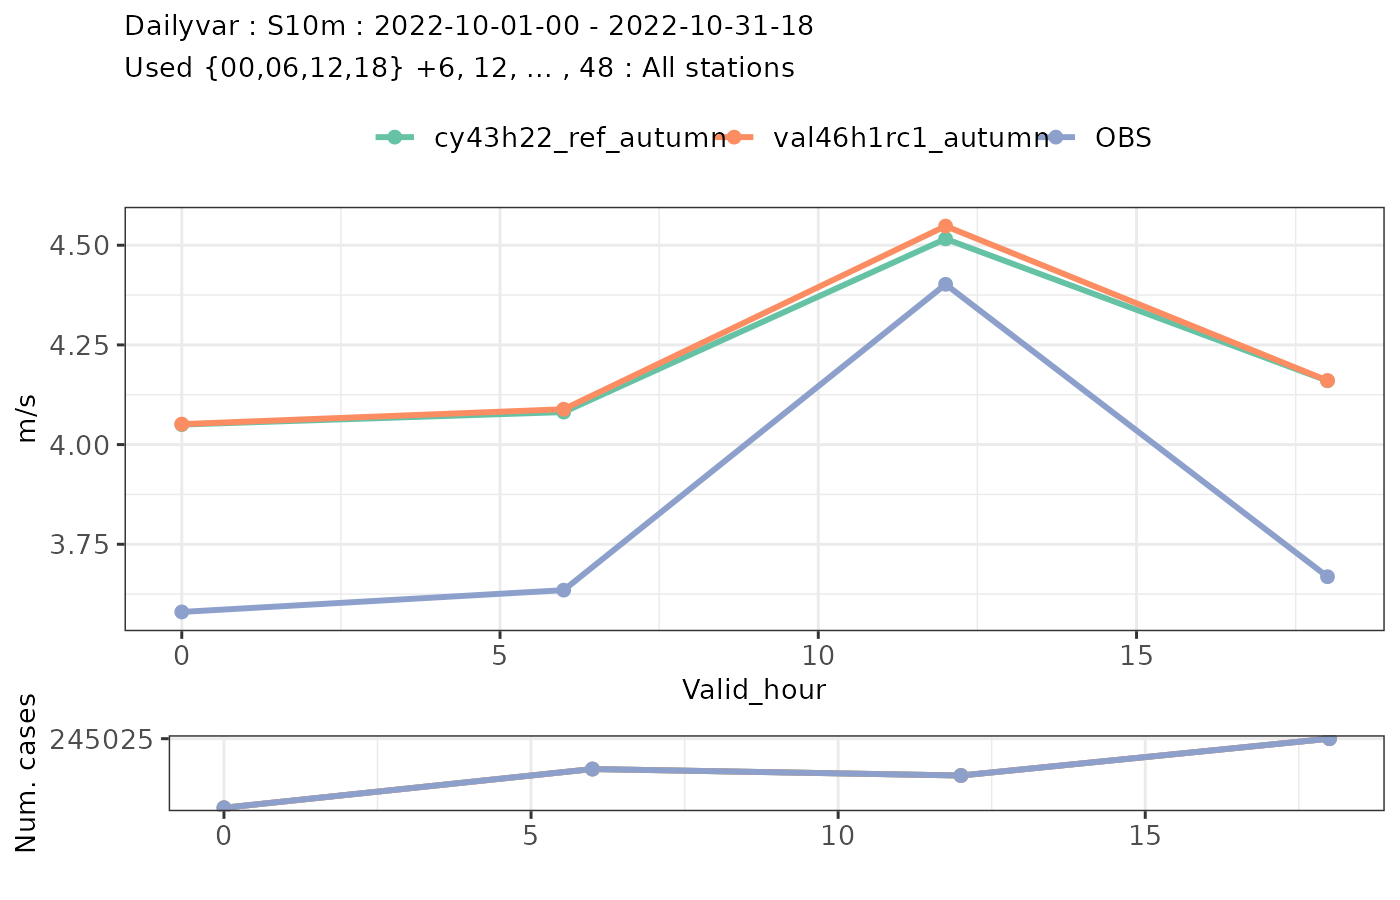 Dailyvar : S10m : 2022-10-01-00 - 2022-10-31-18
Used {00,06,12,18} +6, 12, ... , 48 : All stations
cy43h22_ref_autumn val46h1rc1_autumn OBS
4.50
4.25
4.00
3.75
m/s
0 5 10 15
Valid_hour
245025
Num. cases
0 5 10 15